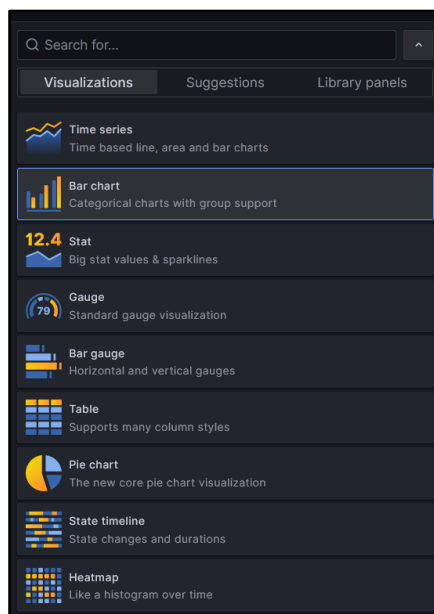 Search for...
Visualizations
Suggestions
Library panels
Time series
Time based line, area and bar charts
Bar chart
Categorical charts with group support
12.4
Stat
Big stat values & sparklines
Gauge
79
Standard gauge visualization
Bar gauge
Horizontal and vertical gauges
Table
Supports many column styles
Pie chart
The new core pie chart visualization
State timeline
State changes and durations
Heatmap
Like a histogram over time